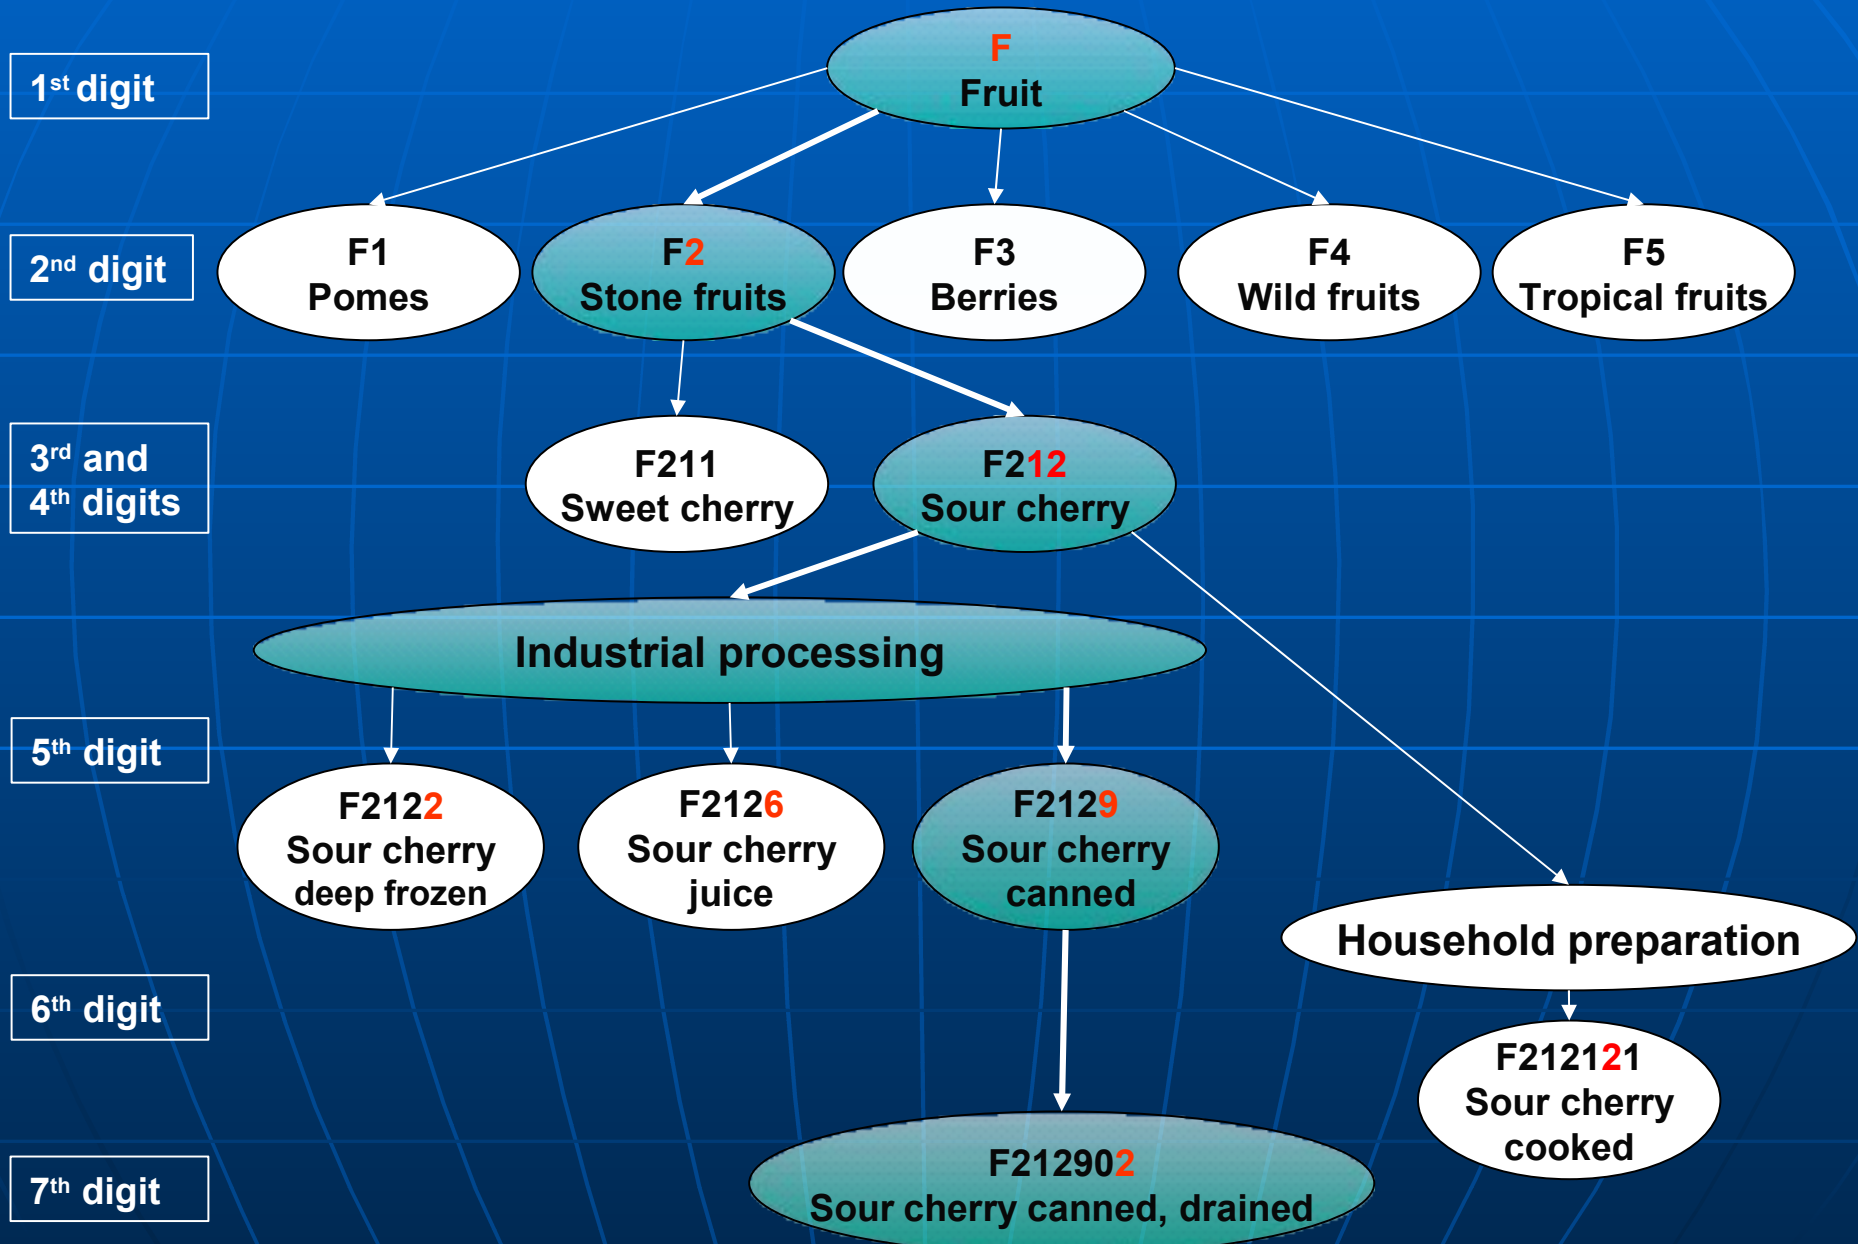 F
Fruit
1st digit
2nd digit
F1
Pomes
F2
Stone fruits
F3
Berries
F4
Wild fruits
F5
Tropical fruits
3rd and
4th digits
F211
Sweet cherry
F212
Sour cherry
Industrial processing
5th digit
F2122
Sour cherry
deep frozen
F2126
Sour cherry
juice
F2129
Sour cherry
canned
Household preparation
6th digit
F212121
Sour cherry
cooked
7th digit
F212902
Sour cherry canned, drained